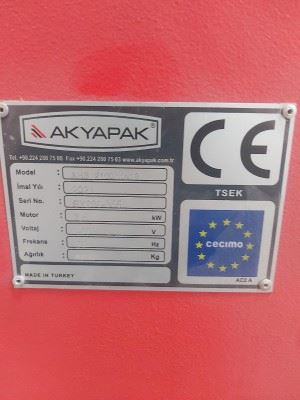 AKYAPAK
Tel. +90.224 280 75 00 Fax +90.224 280 75 03 www.akyapak.com.tr
CE
Model
İmal Yılı
Seri No.
Motor kW
Voltaj V
Frekans Hz
Ağırlık Kg
TSEK
cecimo
MADE IN TURKEY